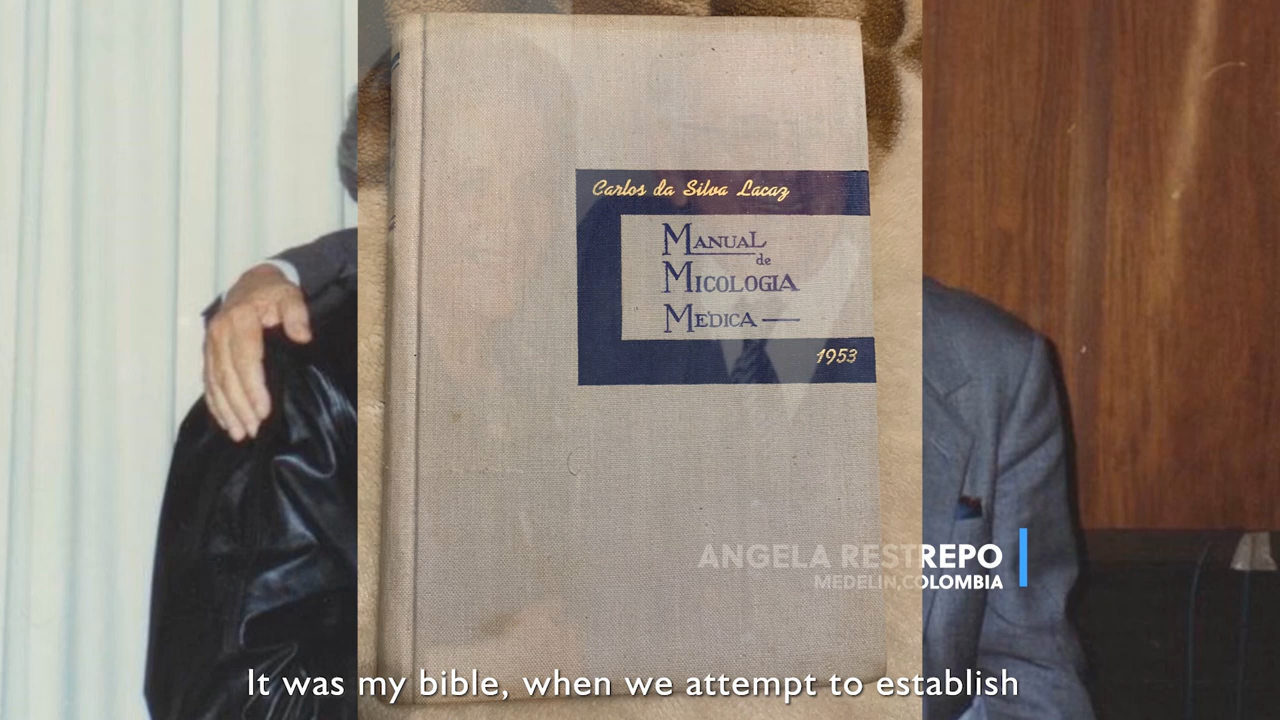 Carlos da Silva Lacaz
MANUAL
de
MICOLOGIA
MÉDICA —
1953
ANGELA RESTREPO
MEDELIN, COLOMBIA
It was my bible, when we attempt to establish